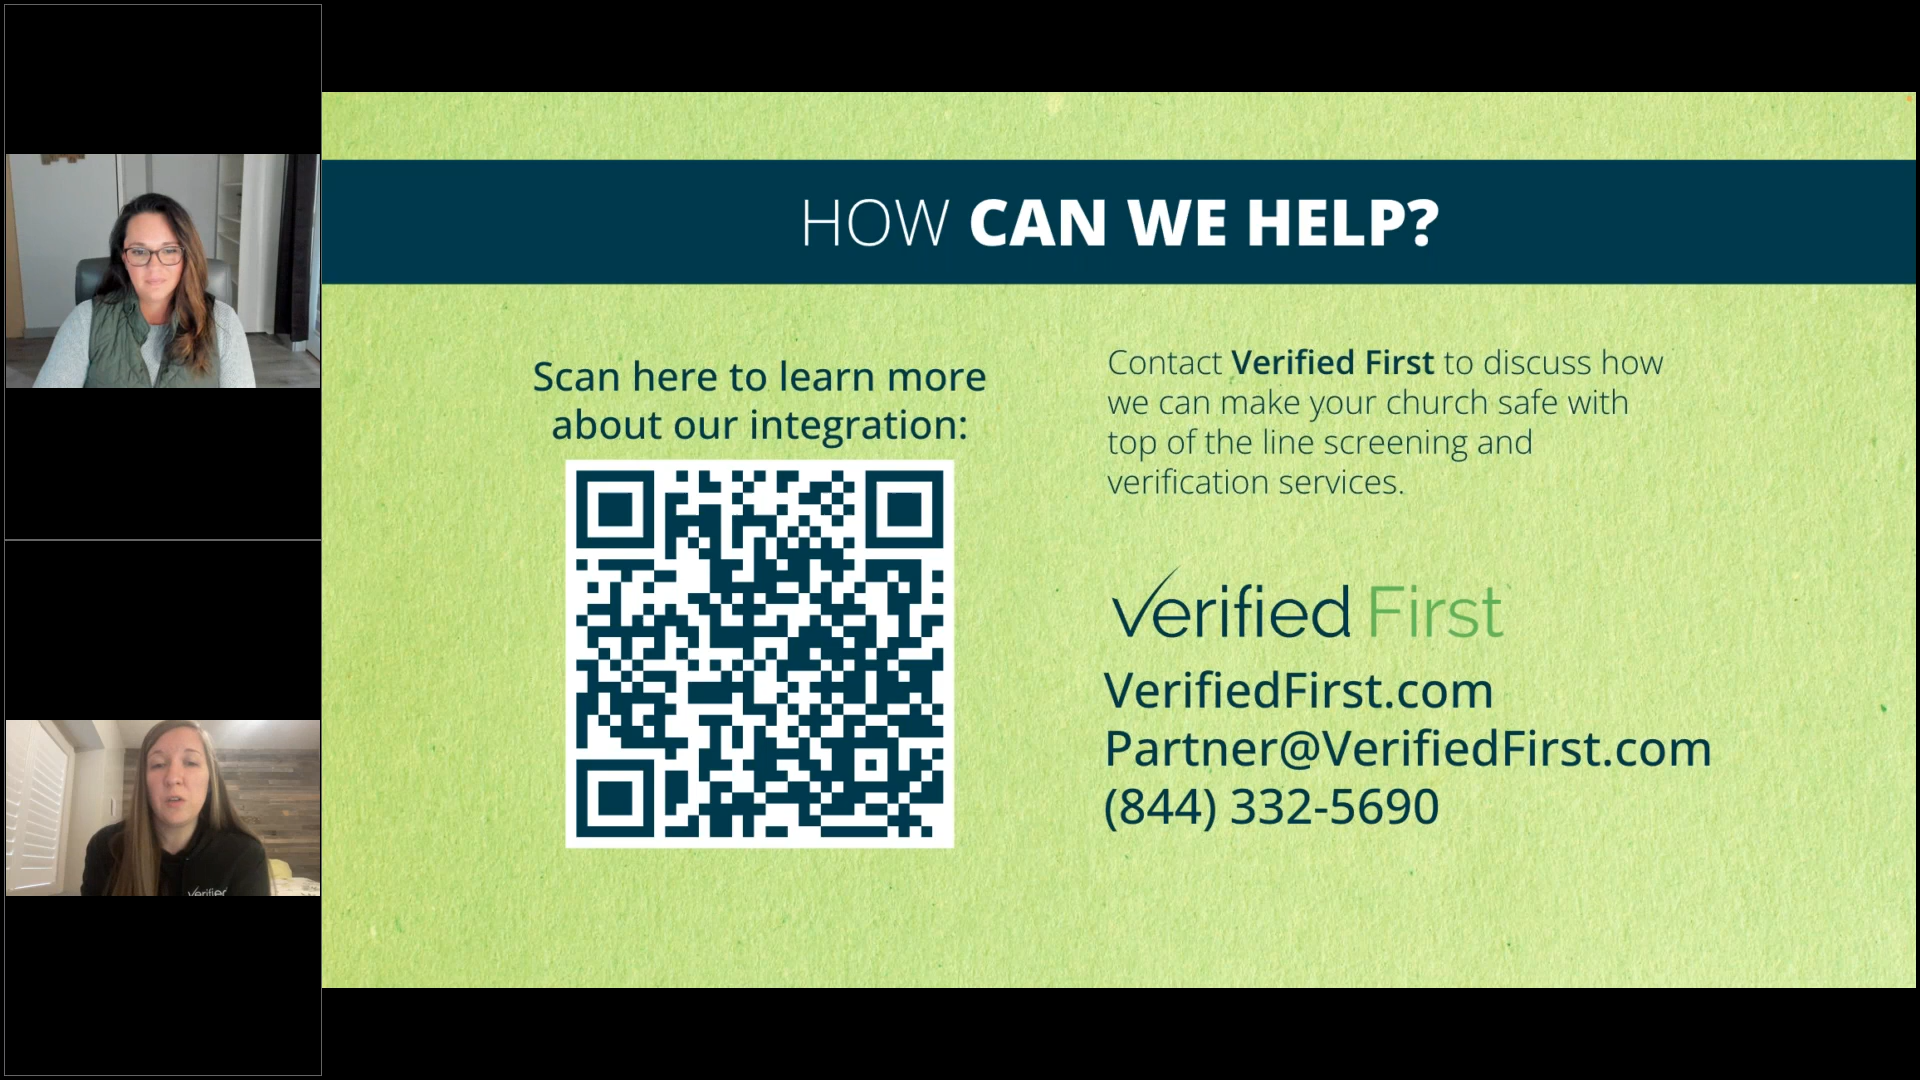 HOW CAN WE HELP?
Scan here to learn more
about our integration:
Contact Verified First to discuss how
we can make your church safe with
top of the line screening and
verification services.
Verified First
VerifiedFirst.com
Partner@VerifiedFirst.com
(844) 332-5690
Verified